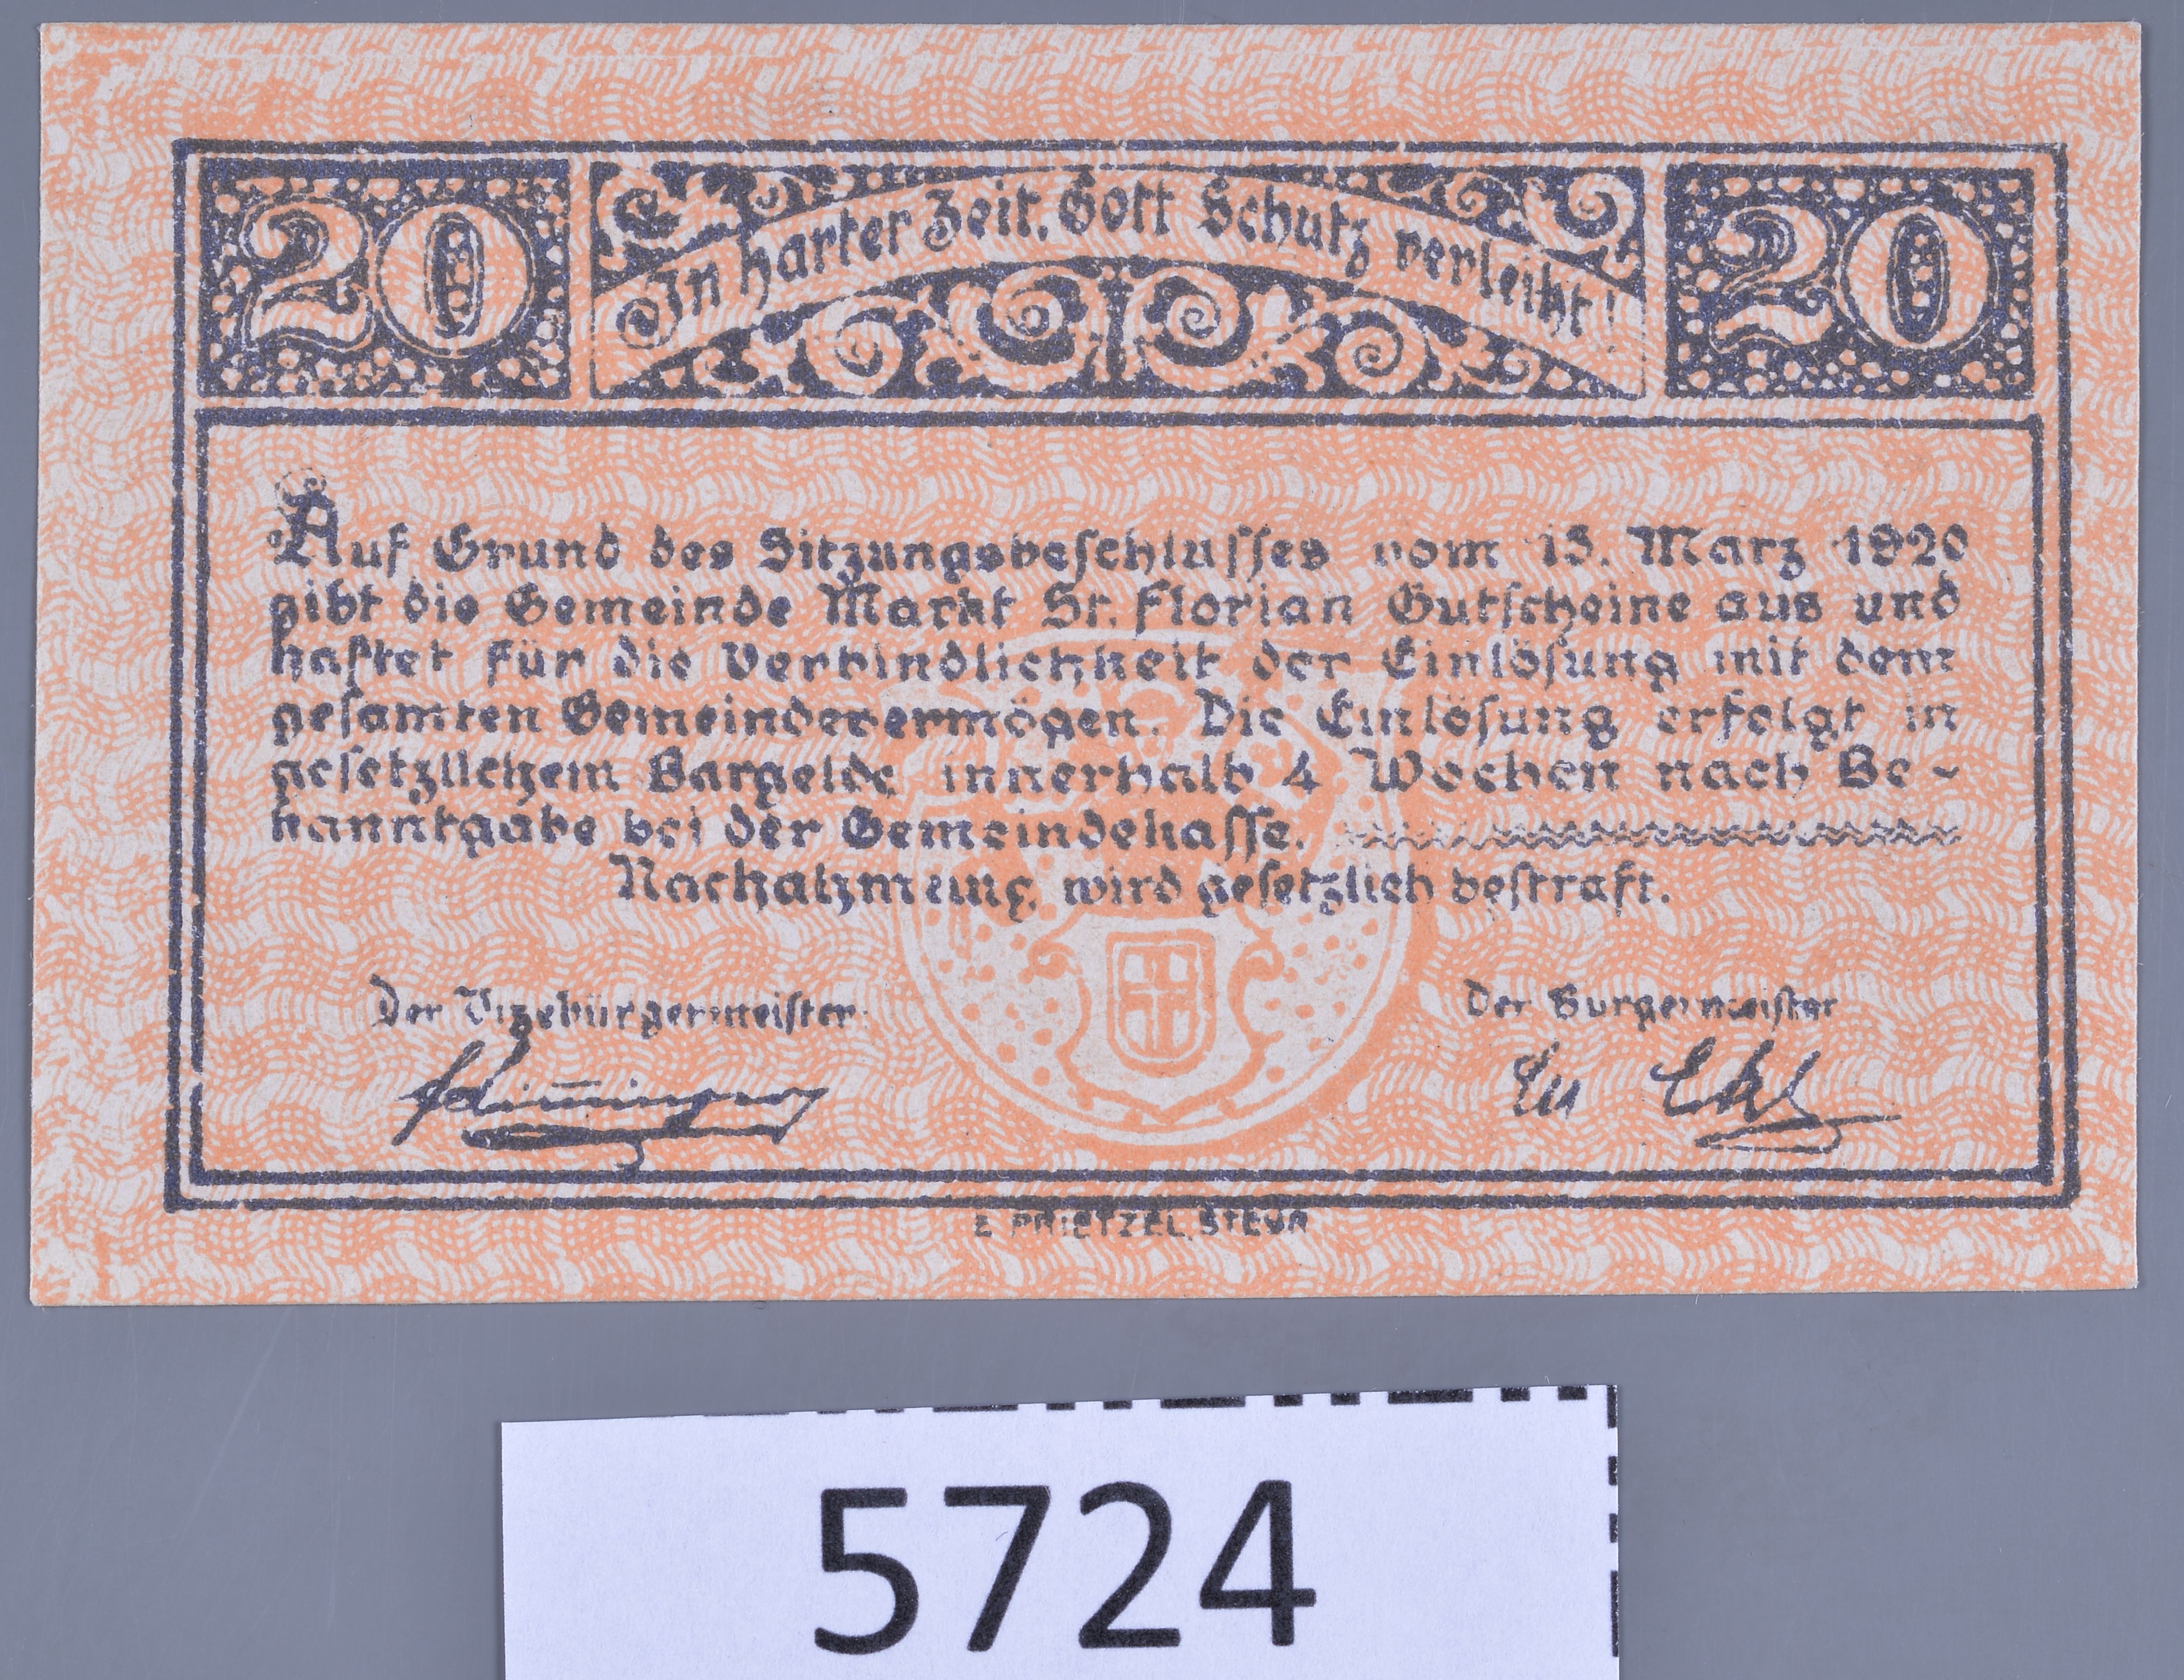 20
In harter Zeit, Gott Schutz verleiht!
20
Auf Grund des Sitzungsbeschlusses vom 15. März 1920
gibt die Gemeinde Markt St. Florian Gutscheine aus und
haftet für die Verbindlichkeit der Einlösung mit dem
gesamten Gemeindevermögen. Die Einlösung erfolgt in
gesetzlichem Bargelde innerhalb 4 Wochen nach Be-
kanntgabe bei der Gemeindekasse.
Nachahmung wird gesetzlich bestraft.
Der Vizebürgermeister:
Der Bürgermeister
E PRIETZEL, STEYR
5724